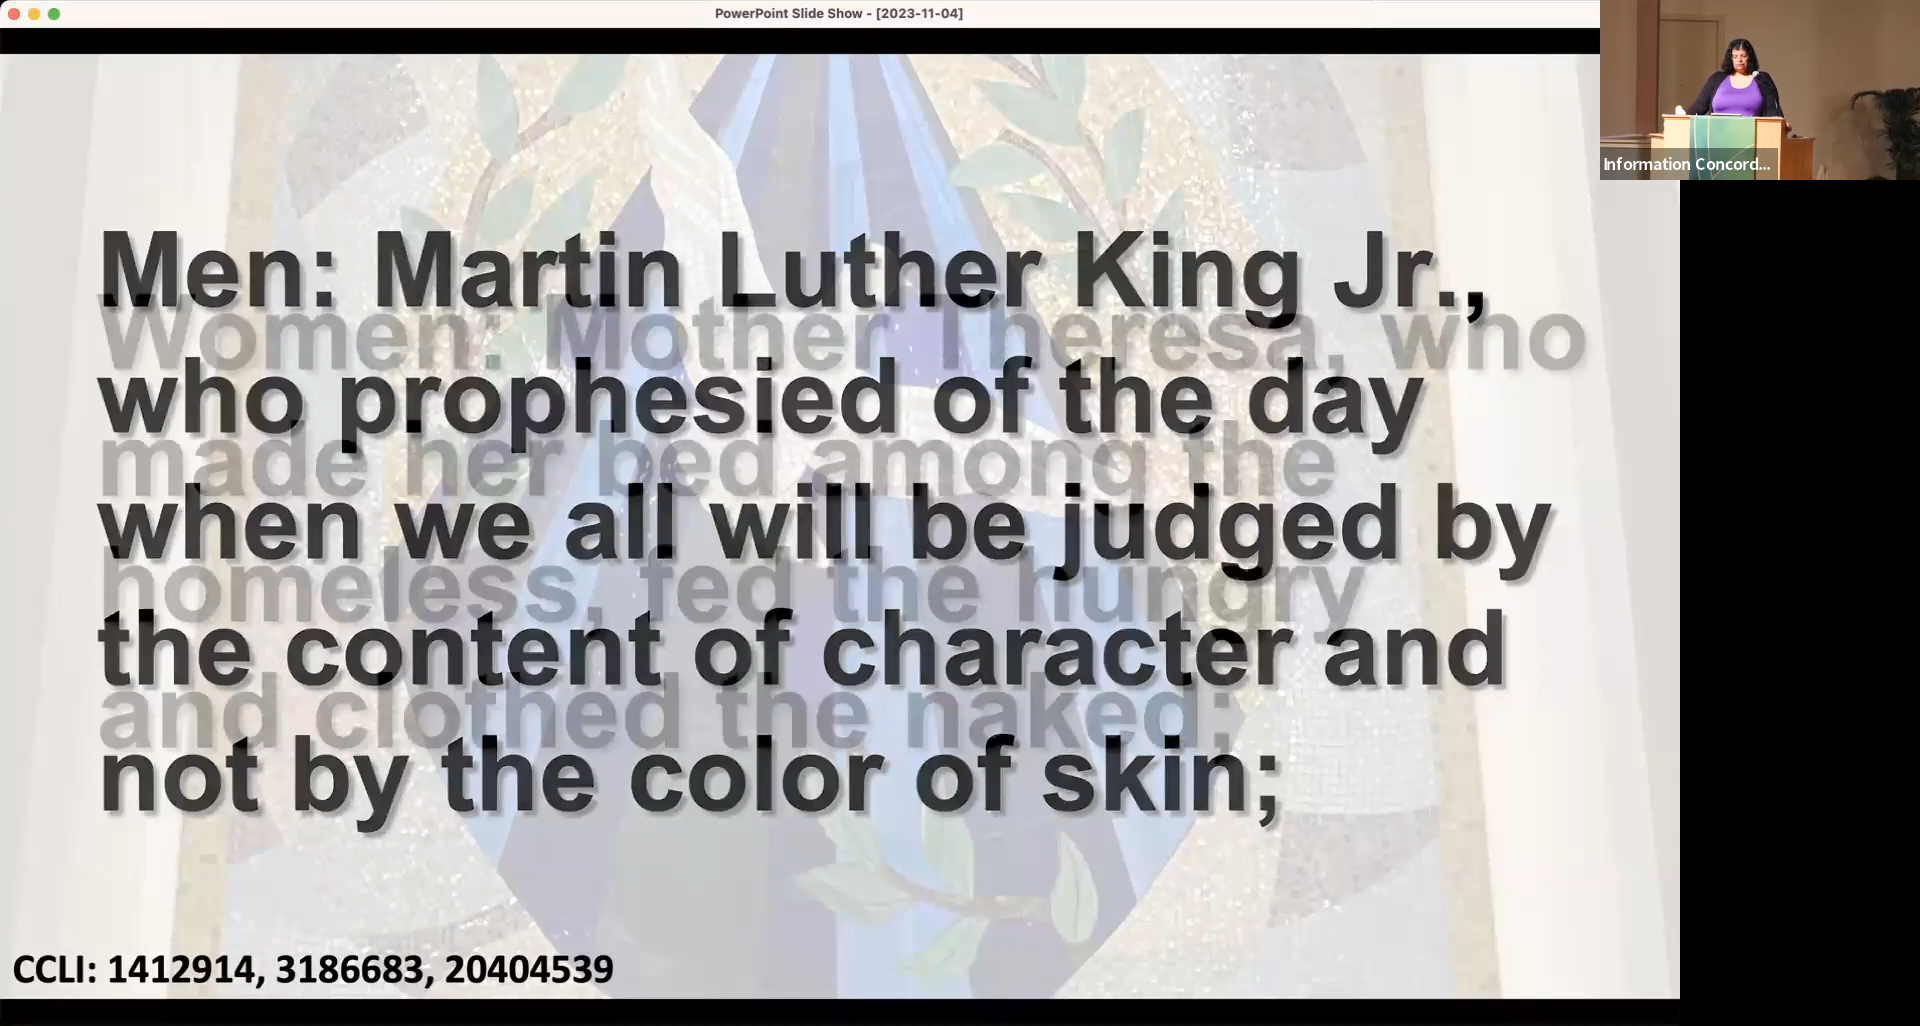 PowerPoint Slide Show - [2023-11-04]
Information Concord...
Men: Martin Luther King Jr.,
who prophesied of the day
when we all will be judged by
the content of character and
not by the color of skin;
Women: Mother Theresa, who
made her bed among the
homeless, fed the hungry
and clothed the naked;
CCLI: 1412914, 3186683, 20404539